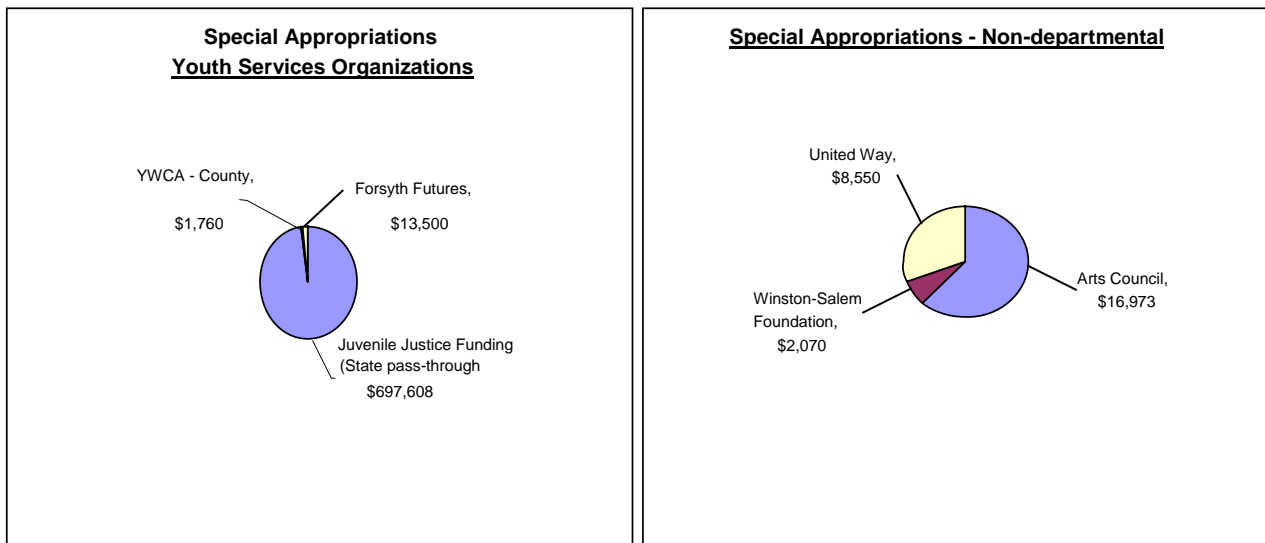 Special Appropriations
Youth Services Organizations
YWCA - County,
$1,760
Forsyth Futures,
$13,500
Juvenile Justice Funding
(State pass-through
$697,608
Special Appropriations - Non-departmental
United Way,
$8,550
Winston-Salem
Foundation,
$2,070
Arts Council,
$16,973